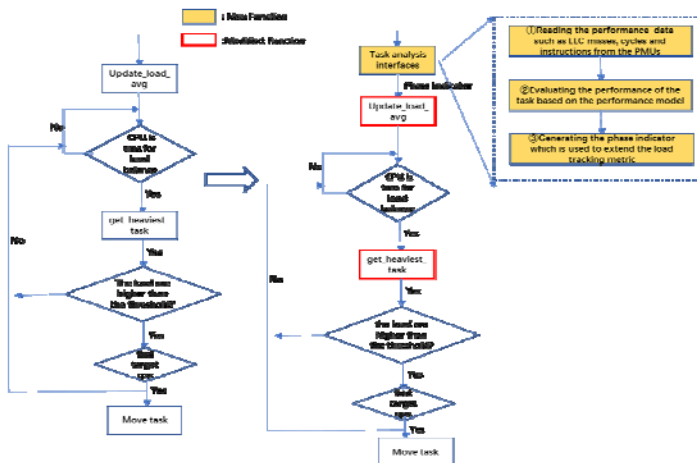 : New Function
:Modified Function
Update_load_
avg
No
CPU is
turn for
load
balance
Yes
get_heaviest_
task
No
Yes
The load are
higher than
the threshold?
Yes
find
target
cpu
Yes
Move task
Task analysis
interfaces
Phase Indicator
Update_load_
avg
No
CPU is
turn for
load
balance
Yes
get_heaviest_
task
No
Yes
the load are
higher than
the threshold?
Yes
find
target
cpu
Yes
Move task
①Reading the performance data
such as LLC misses, cycles and
instructions from the PMUs
②Evaluating the performance of the
task based on the performance model
③Generating the phase indicator
which is used to extend the load
tracking metric